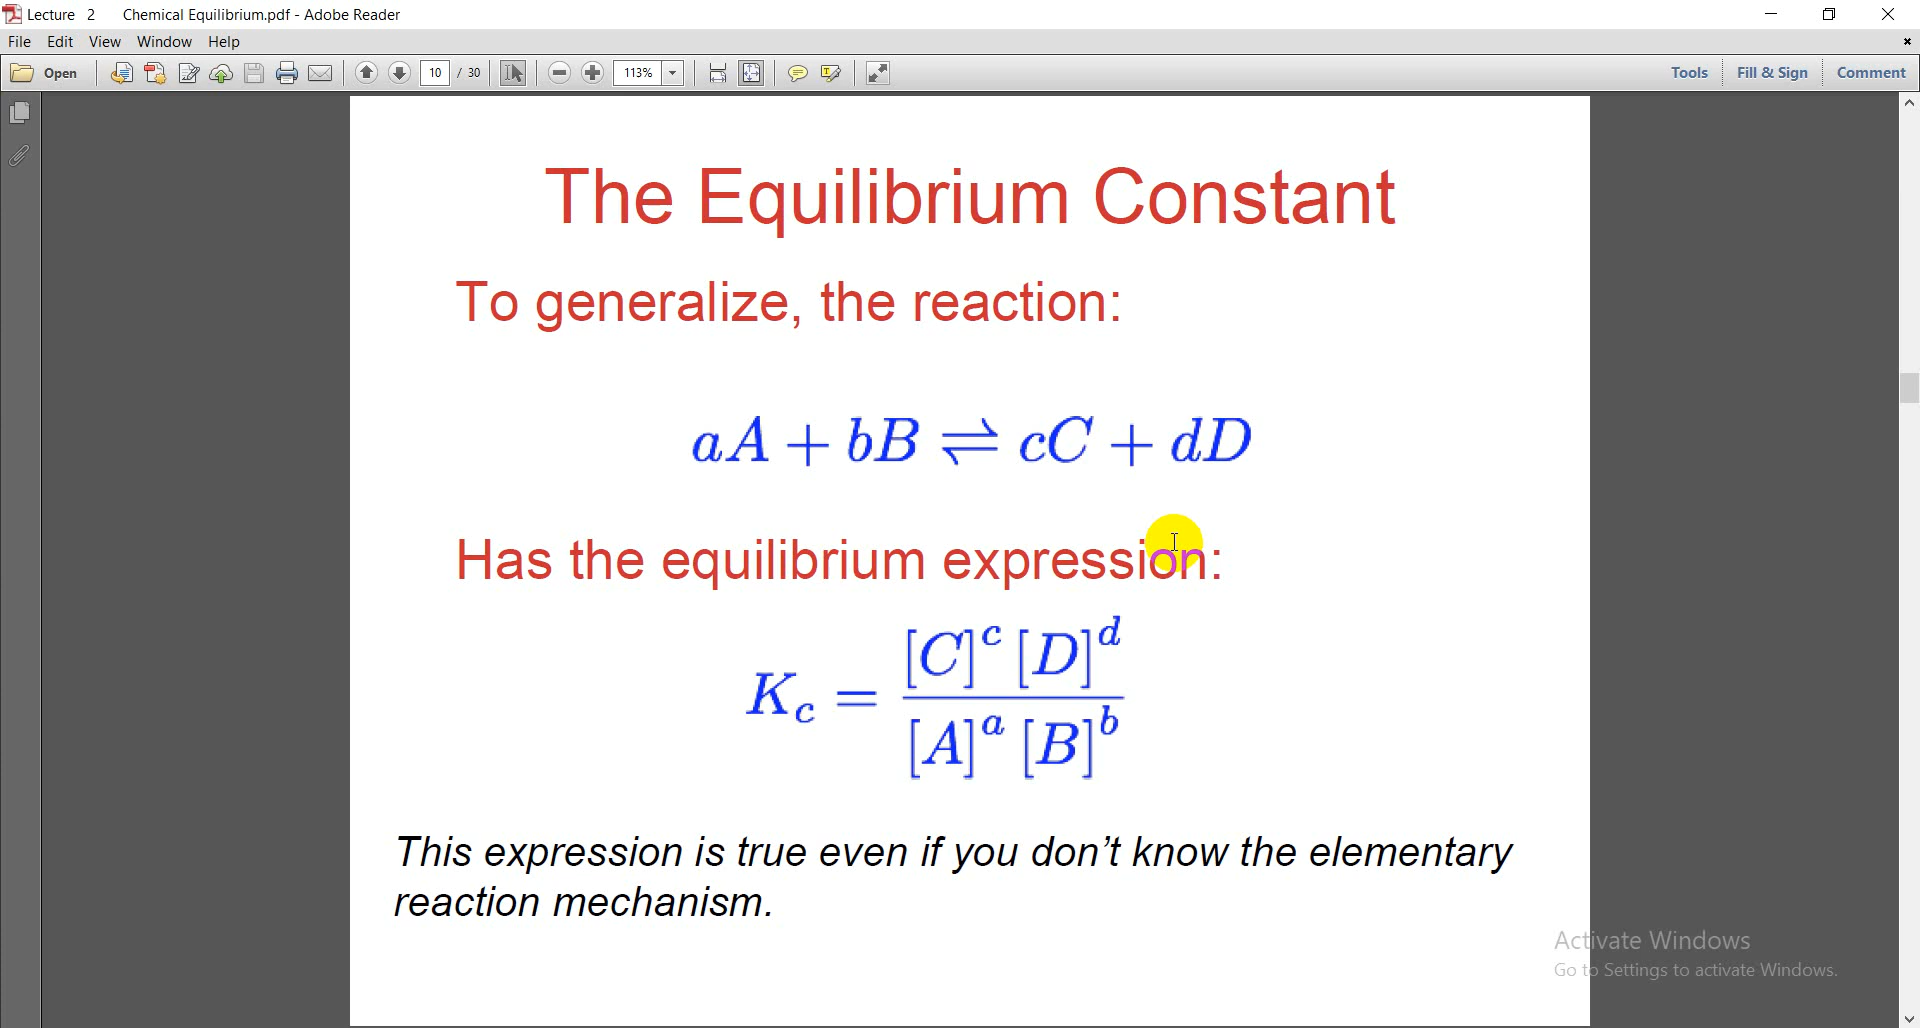 Lecture 2 Chemical Equilibrium.pdf - Adobe Reader
File Edit View Window Help
Open 10 / 30 113% Tools Fill & Sign Comment
The Equilibrium Constant
To generalize, the reaction:
aA + bB ⇌ cC + dD
Has the equilibrium expression:
K_c = [C]^c [D]^d / [A]^a [B]^b
This expression is true even if you don't know the elementary
reaction mechanism.
Activate Windows
Go to Settings to activate Windows.